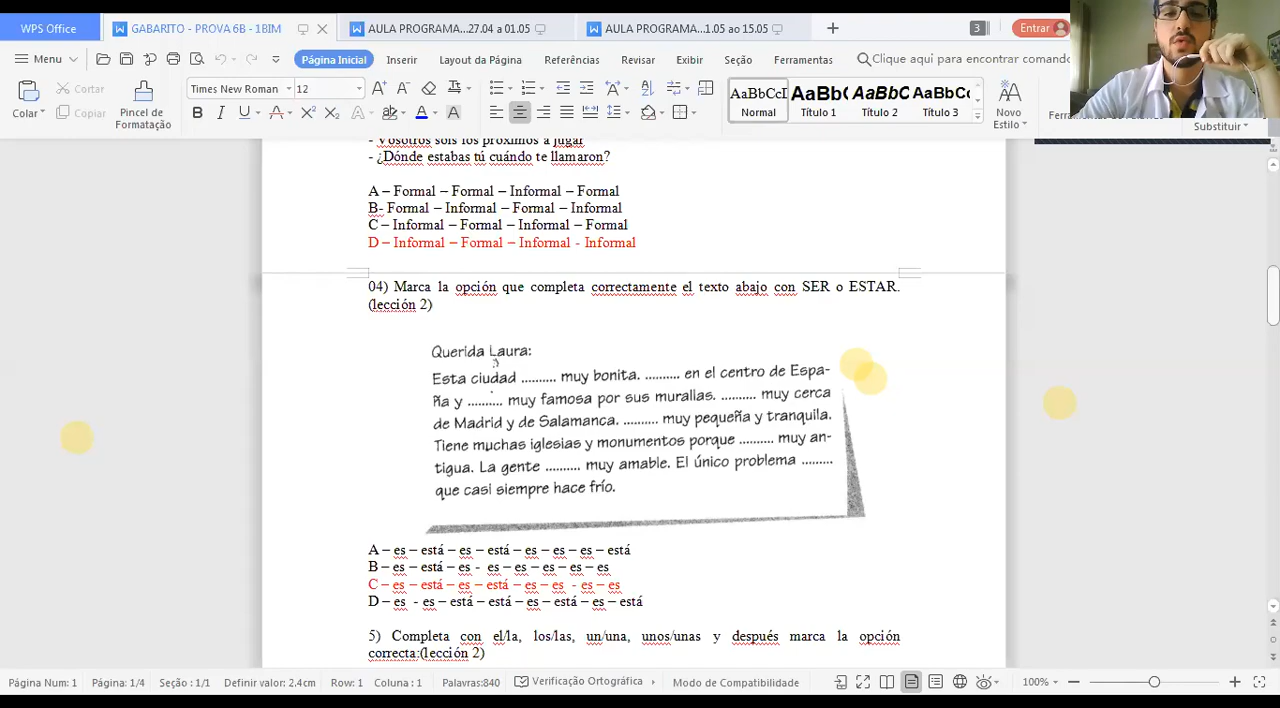 WPS Office
GABARITO - PROVA 6B - 1BIM
AULA PROGRAMA...27.04 a 01.05
AULA PROGRAMA...1.05 ao 15.05
3
Entrar
Menu
Página Inicial
Inserir
Layout da Página
Referências
Revisar
Exibir
Seção
Ferramentas
Clique aqui para encontrar comando
Colar
Cortar
Copiar
Pincel de
Formatação
Times New Roman
12
AaBbCcD
Normal
AaBb
Título 1
AaBbC
Título 2
AaBbC
Título 3
Novo
Estilo
Substituir
- Vosotros sois los próximos a jugar
- ¿Dónde estabas tú cuándo te llamaron?
A – Formal – Formal – Informal – Formal
B- Formal – Informal – Formal – Informal
C – Informal – Formal – Informal – Formal
D – Informal – Formal – Informal - Informal
04) Marca la opción que completa correctamente el texto abajo con SER o ESTAR.
(lección 2)
Querida Laura:
Esta ciudad .......... muy bonita. .......... en el centro de Espa-
ña y .......... muy famosa por sus murallas. .......... muy cerca
de Madrid y de Salamanca. .......... muy pequeña y tranquila.
Tiene muchas iglesias y monumentos porque .......... muy an-
tigua. La gente .......... muy amable. El único problema .........
que casi siempre hace frío.
A – es – está – es – está – es – es – es – está
B – es – está – es - es – es – es – es – es
C – es – está – es – está – es – es - es – es
D – es - es – está – está – es – está – es – está
5) Completa con el/la, los/las, un/una, unos/unas y después marca la opción
correcta:(lección 2)
Página Num: 1
Página: 1/4
Seção : 1/1
Definir valor: 2,4cm
Row: 1
Coluna : 1
Palavras:840
Verificação Ortográfica
Modo de Compatibilidade
100%